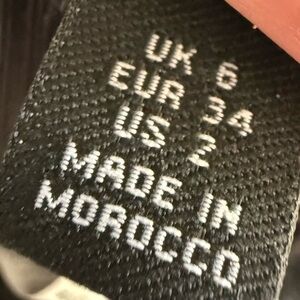 UK 6
EUR 34
US 2
MADE IN
MOROCCO